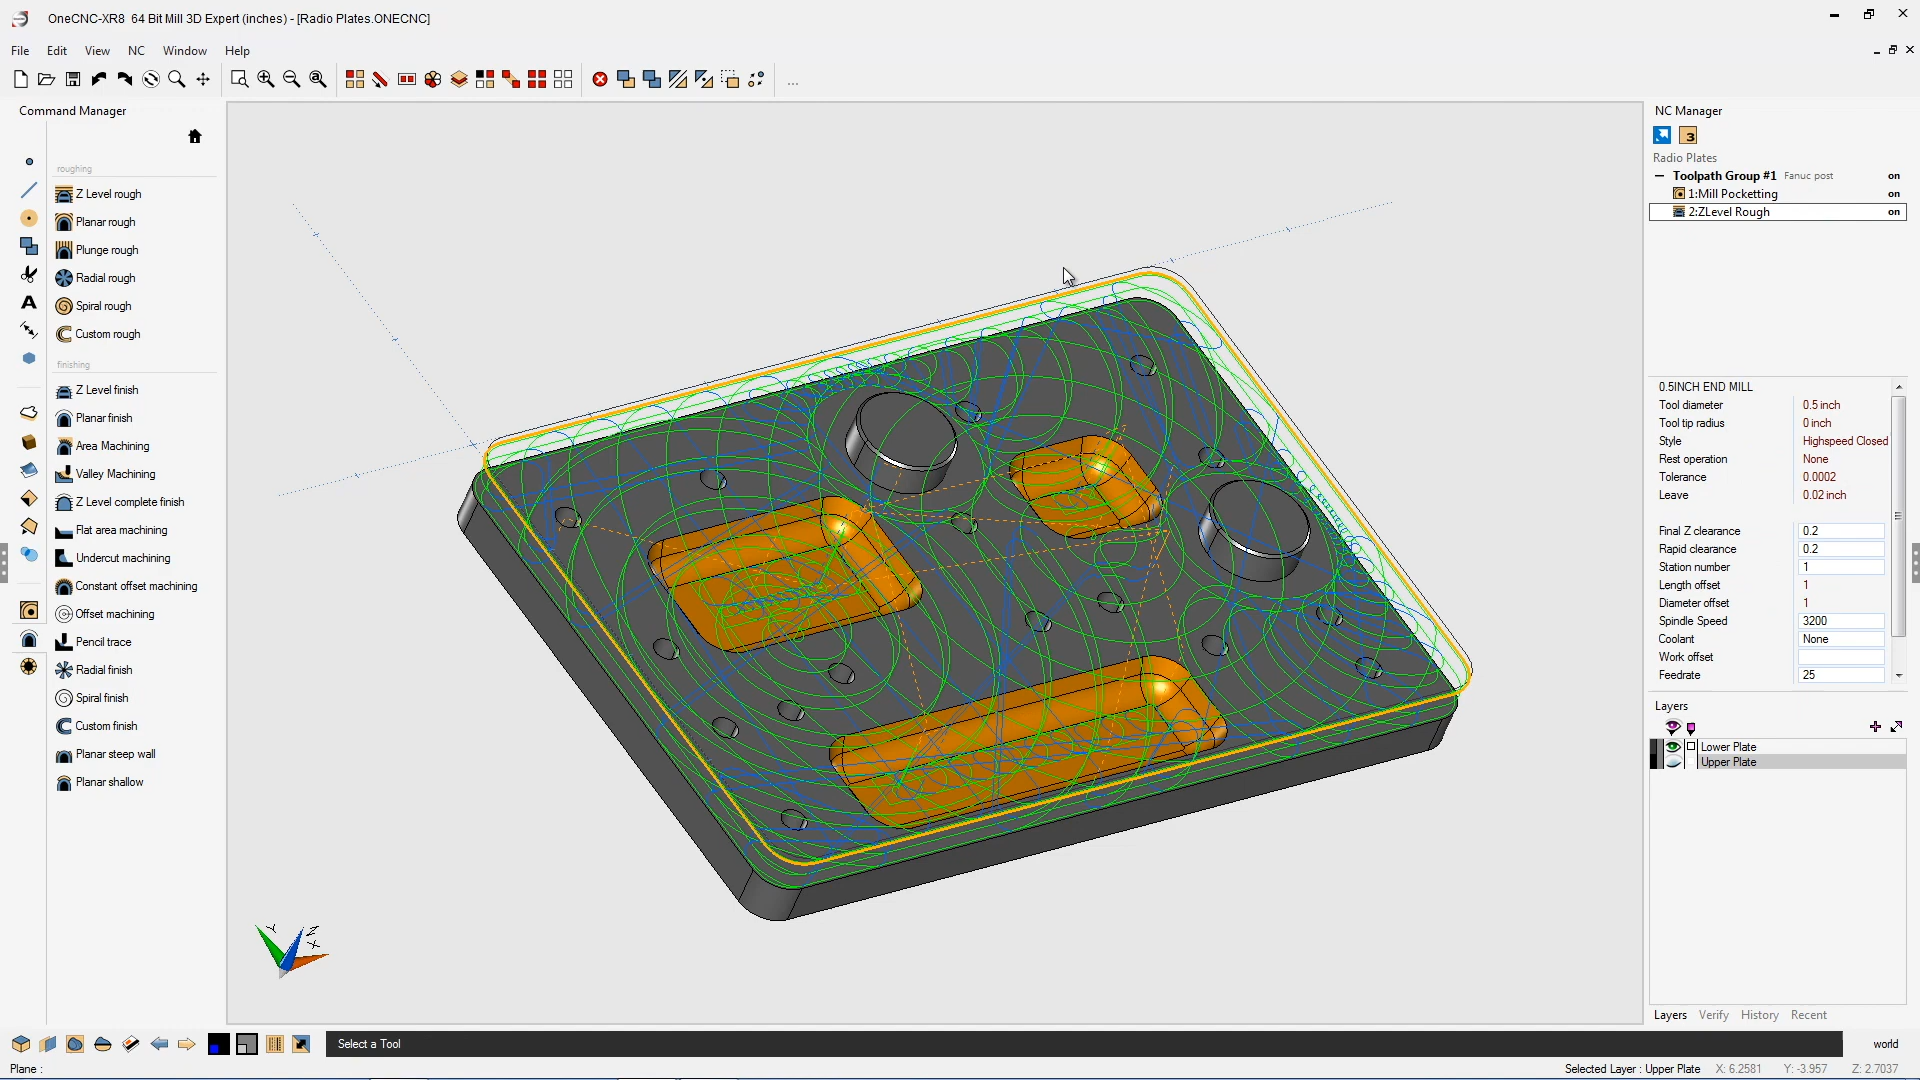 OneCNC-XR8  64 Bit Mill 3D Expert (inches) - [Radio Plates.ONECNC]
File Edit View NC Window Help
...
Command Manager
roughing
Z Level rough
Planar rough
Plunge rough
Radial rough
Spiral rough
Custom rough
finishing
Z Level finish
Planar finish
Area Machining
Valley Machining
Z Level complete finish
Flat area machining
Undercut machining
Constant offset machining
Offset machining
Pencil trace
Radial finish
Spiral finish
Custom finish
Planar steep wall
Planar shallow
A
Y Z X
NC Manager
3
Radio Plates
Toolpath Group #1 Fanuc post on
1:Mill Pocketting on
2:ZLevel Rough on
0.5INCH END MILL
Tool diameter 0.5 inch
Tool tip radius 0 inch
Style Highspeed Closed
Rest operation None
Tolerance 0.0002
Leave 0.02 inch
Final Z clearance 0.2
Rapid clearance 0.2
Station number 1
Length offset 1
Diameter offset 1
Spindle Speed 3200
Coolant None
Work offset
Feedrate 25
Layers
Lower Plate
Upper Plate
Layers Verify History Recent
Select a Tool
world
Plane :
Selected Layer : Upper Plate X: 6.2581 Y: -3.957 Z: 2.7037